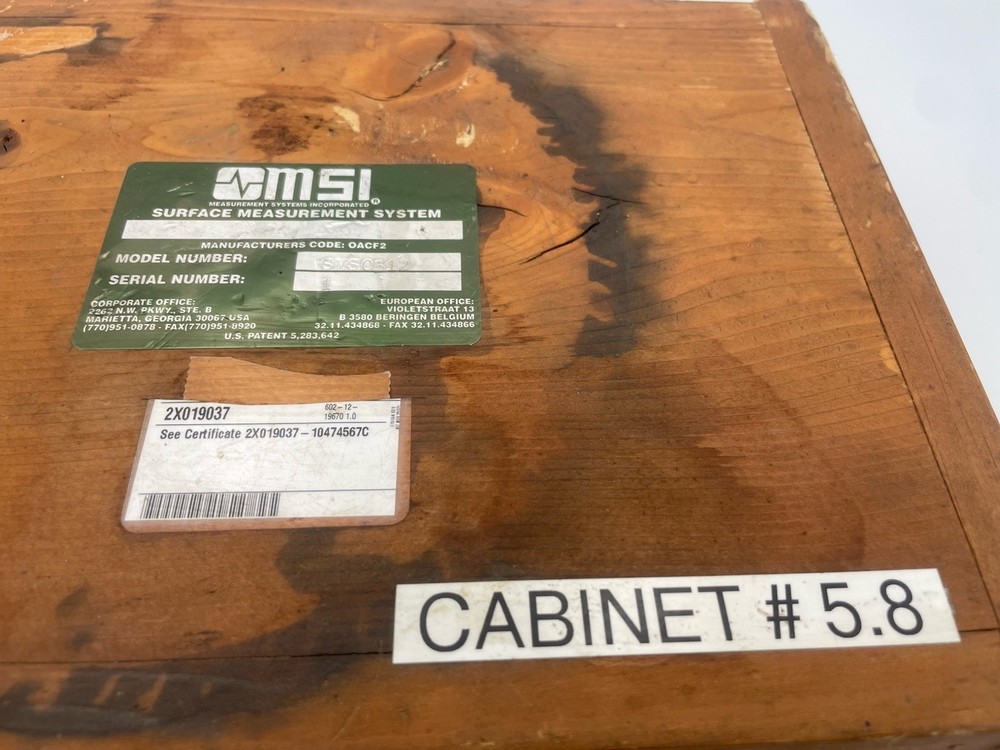 MSI
MEASUREMENT SYSTEMS INCORPORATED ®
SURFACE MEASUREMENT SYSTEM
MANUFACTURERS CODE: OACF2
MODEL NUMBER:
SERIAL NUMBER:
CORPORATE OFFICE:
2262 N.W. PKWY., STE. B
MARIETTA, GEORGIA 30067 USA
(770)951-0878 - FAX(770)951-8920
EUROPEAN OFFICE:
VIOLETSTRAAT 13
B 3580 BERINGEN BELGIUM
32.11.434868 - FAX 32.11.434866
U.S. PATENT 5,283,642
2X019037
602-12-
19670 1.0
See Certificate 2X019037-10474567C
CABINET # 5.8